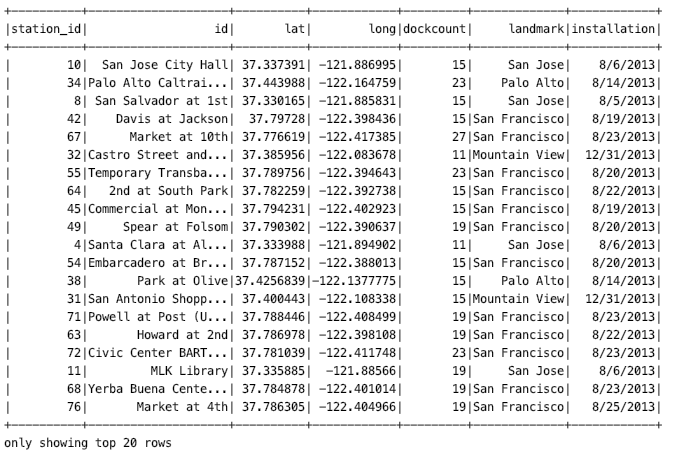 |station_id| id| lat| long|dockcount| landmark|installation|
| 10| San Jose City Hall| 37.337391| -121.886995| 15| San Jose| 8/6/2013|
| 34|Palo Alto Caltrai...| 37.443988| -122.164759| 23| Palo Alto| 8/14/2013|
| 8| San Salvador at 1st| 37.330165| -121.885831| 15| San Jose| 8/5/2013|
| 42| Davis at Jackson| 37.79728| -122.398436| 15|San Francisco| 8/19/2013|
| 67| Market at 10th| 37.776619| -122.417385| 27|San Francisco| 8/23/2013|
| 32|Castro Street and...| 37.385956| -122.083678| 11|Mountain View| 12/31/2013|
| 55|Temporary Transba...| 37.789756| -122.394643| 23|San Francisco| 8/20/2013|
| 64| 2nd at South Park| 37.782259| -122.392738| 15|San Francisco| 8/22/2013|
| 45|Commercial at Mon...| 37.794231| -122.402923| 15|San Francisco| 8/19/2013|
| 49| Spear at Folsom| 37.790302| -122.390637| 19|San Francisco| 8/20/2013|
| 4|Santa Clara at Al...| 37.333988| -121.894902| 11| San Jose| 8/6/2013|
| 54|Embarcadero at Br...| 37.787152| -122.388013| 15|San Francisco| 8/20/2013|
| 38| Park at Olive|37.4256839|-122.1377775| 15| Palo Alto| 8/14/2013|
| 31|San Antonio Shopp...| 37.400443| -122.108338| 15|Mountain View| 12/31/2013|
| 71|Powell at Post (U...| 37.788446| -122.408499| 19|San Francisco| 8/23/2013|
| 63| Howard at 2nd| 37.786978| -122.398108| 19|San Francisco| 8/22/2013|
| 72|Civic Center BART...| 37.781039| -122.411748| 23|San Francisco| 8/23/2013|
| 11| MLK Library| 37.335885| -121.88566| 19| San Jose| 8/6/2013|
| 68|Yerba Buena Cente...| 37.784878| -122.401014| 19|San Francisco| 8/23/2013|
| 76| Market at 4th| 37.786305| -122.404966| 19|San Francisco| 8/25/2013|
only showing top 20 rows